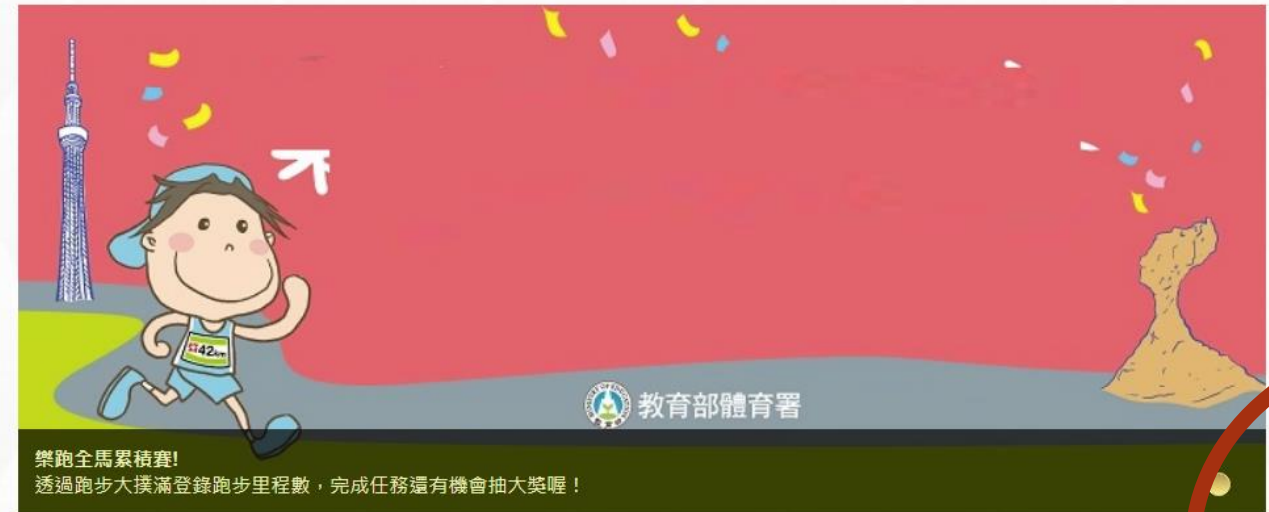 42km
教育部體育署
樂跑全馬累積賽!
透過跑步大撲滿登錄跑步里程數，完成任務還有機會抽大獎喔！